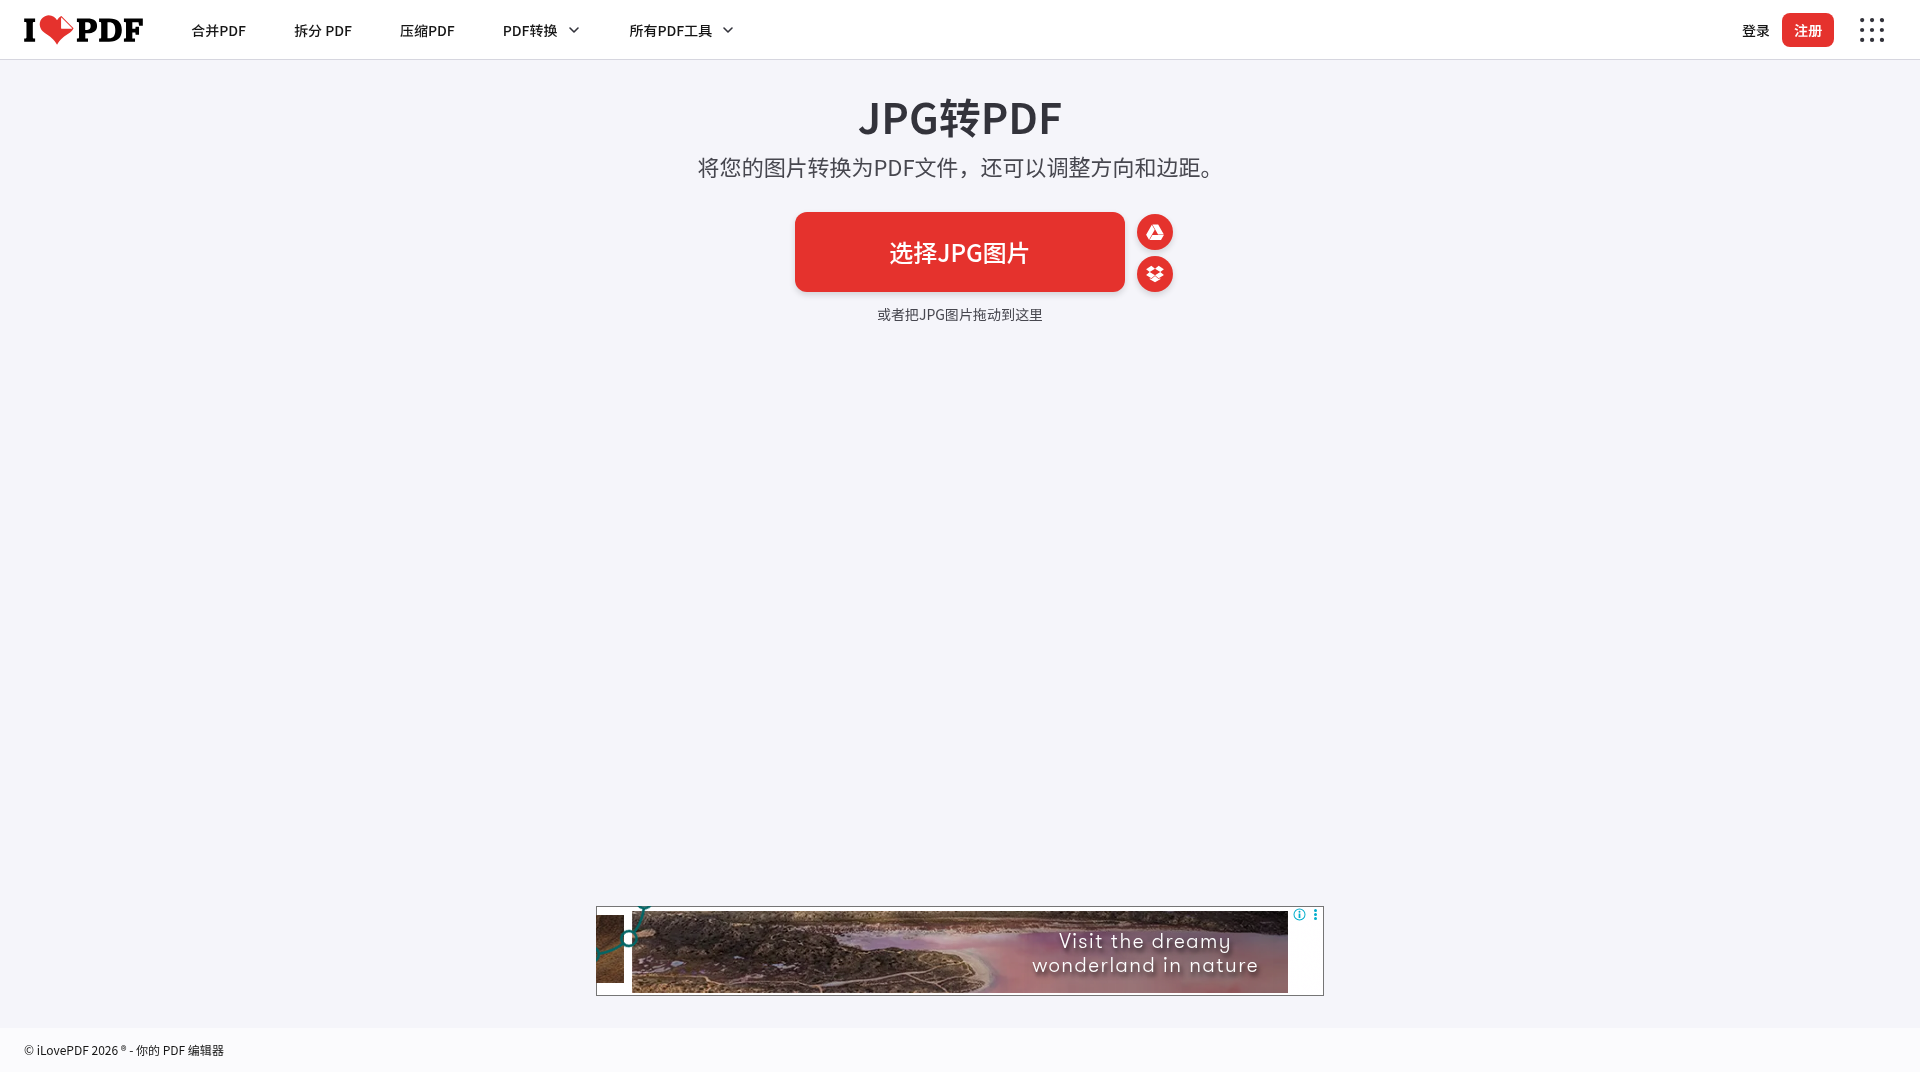 I PDF
合并PDF
拆分 PDF
压缩PDF
PDF转换
所有PDF工具
登录
注册
JPG转PDF
将您的图片转换为PDF文件，还可以调整方向和边距。
选择JPG图片
或者把JPG图片拖动到这里
Visit the dreamy
wonderland in nature
© iLovePDF 2026 ® - 你的 PDF 编辑器